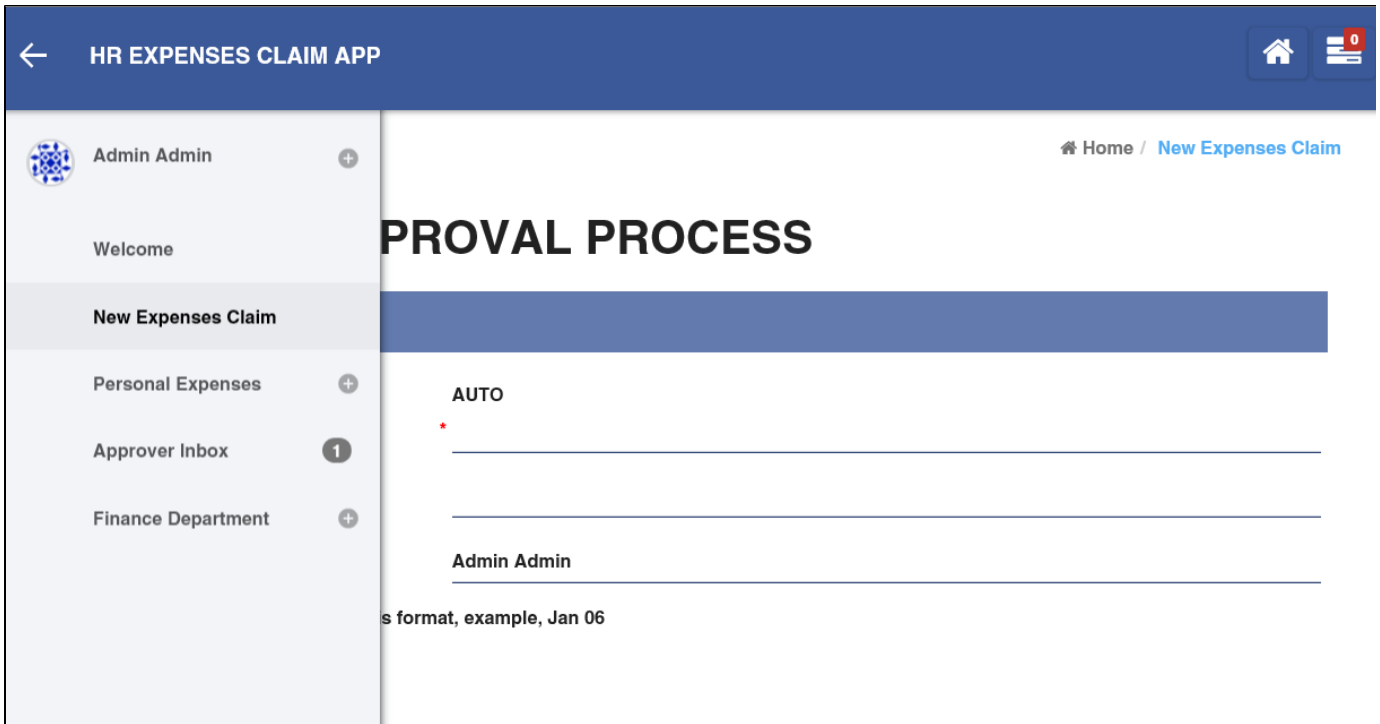 HR EXPENSES CLAIM APP
0
Admin Admin
Home / New Expenses Claim
Welcome
PROVAL PROCESS
New Expenses Claim
Personal Expenses
AUTO
*
Approver Inbox 1
Finance Department
Admin Admin
s format, example, Jan 06